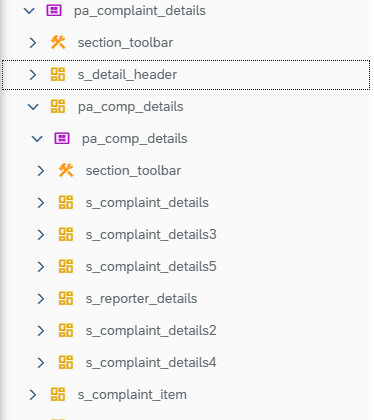 pa_complaint_details
section_toolbar
s_detail_header
pa_comp_details
pa_comp_details
section_toolbar
s_complaint_details
s_complaint_details3
s_complaint_details5
s_reporter_details
s_complaint_details2
s_complaint_details4
s_complaint_item